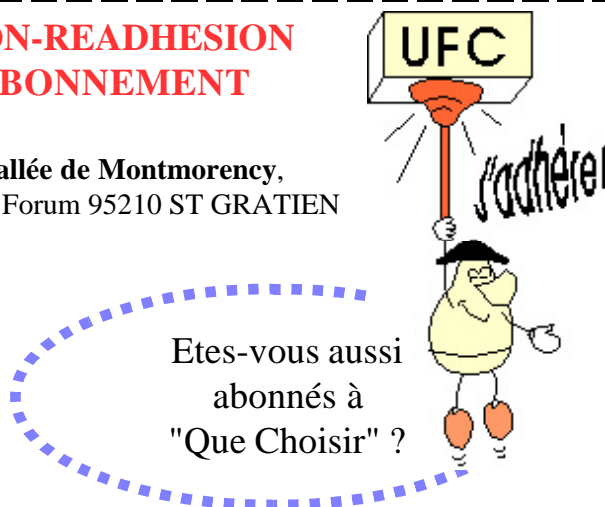 ON-READHESION
BONNEMENT
UFC
allée de Montmorency,
Forum 95210 ST GRATIEN
J'adhère
Etes-vous aussi
abonnés à
"Que Choisir" ?